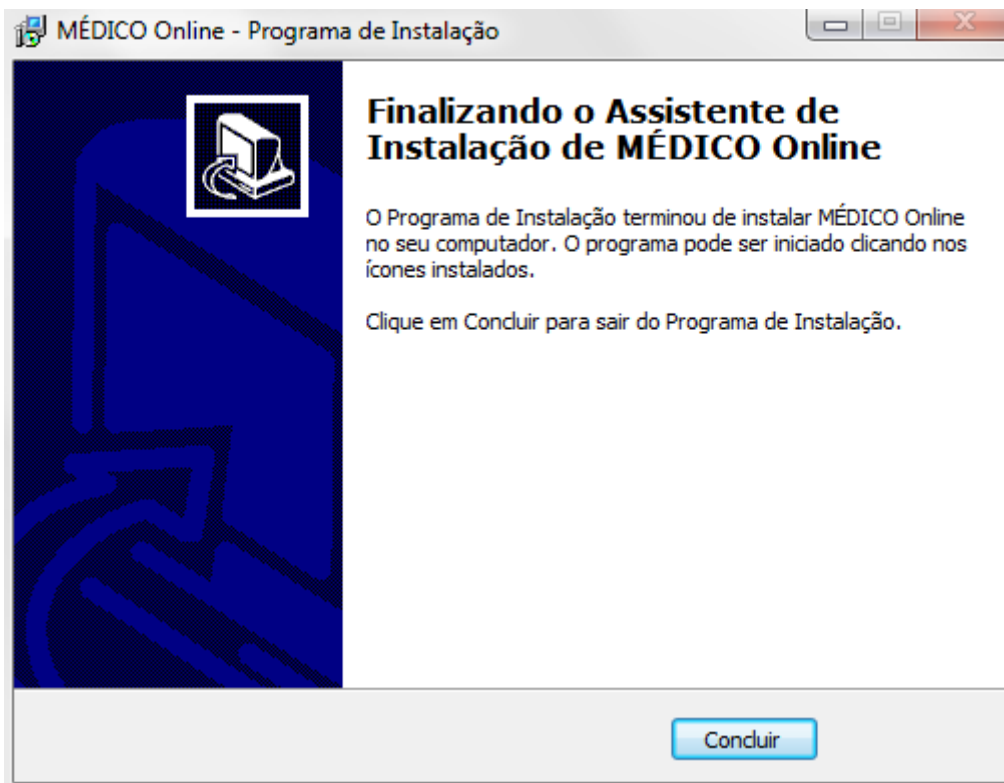 MÉDICO Online - Programa de Instalação
Finalizando o Assistente de
Instalação de MÉDICO Online
O Programa de Instalação terminou de instalar MÉDICO Online
no seu computador. O programa pode ser iniciado clicando nos
ícones instalados.
Clique em Concluir para sair do Programa de Instalação.
Concluir